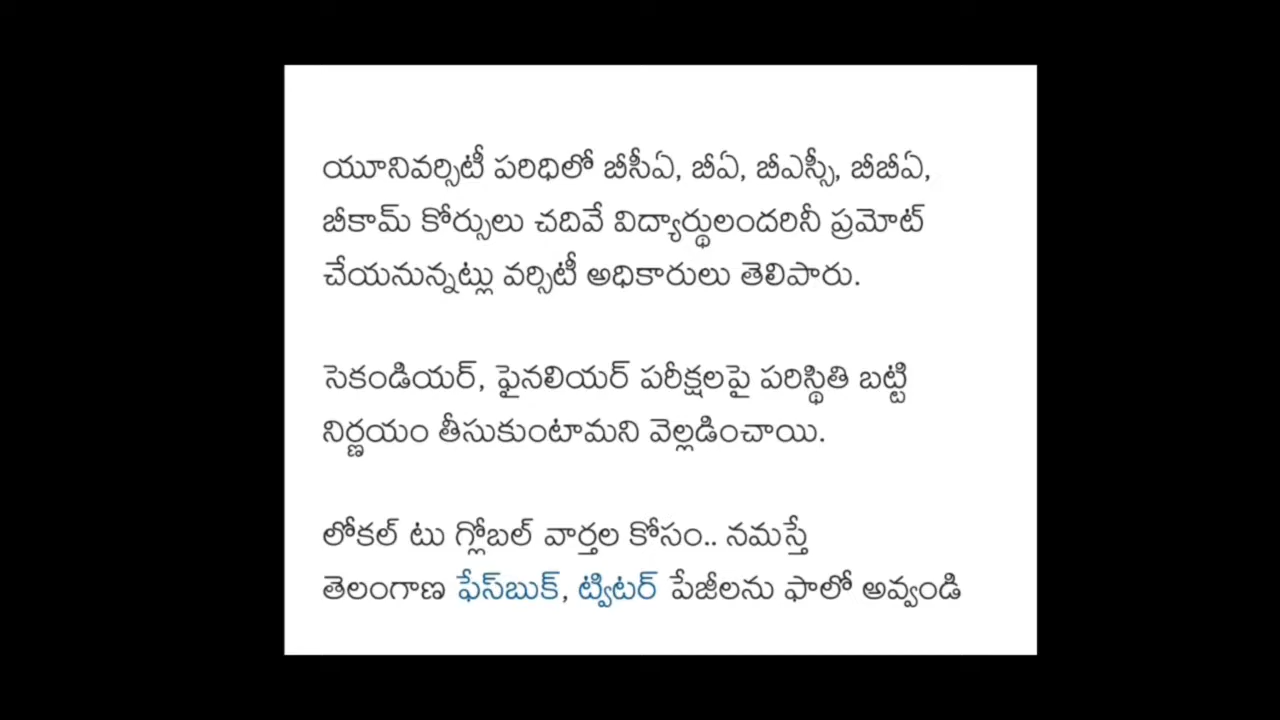 యూనివర్సిటీ పరిధిలో బీసీఏ, బీఏ, బీఎస్సీ, బీబీఏ,
బీకామ్ కోర్సులు చదివే విద్యార్థులందరినీ ప్రమోట్
చేయనున్నట్లు వర్సిటీ అధికారులు తెలిపారు.
సెకండియర్, ఫైనలియర్ పరీక్షలపై పరిస్థితి బట్టి
నిర్ణయం తీసుకుంటామని వెల్లడించాయి.
లోకల్ టు గ్లోబల్ వార్తల కోసం.. నమస్తే
తెలంగాణ ఫేస్‌బుక్, ట్విటర్ పేజీలను ఫాలో అవ్వండి